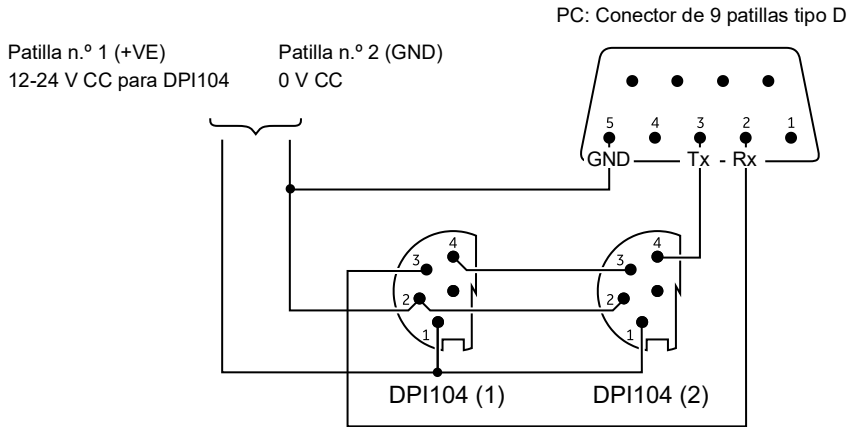 PC: Conector de 9 patillas tipo D
Patilla n.º 1 (+VE)
12-24 V CC para DPI104
Patilla n.º 2 (GND)
0 V CC
5 4 3 2 1
GND Tx - Rx
4
3
2
1
4
3
2
1
DPI104 (1)
DPI104 (2)